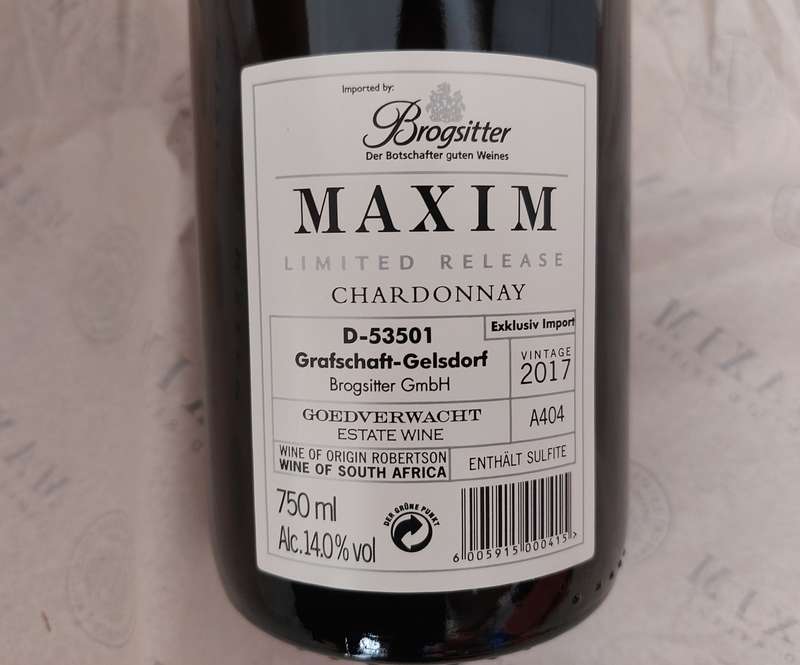 Imported by:
Brogsitter
Der Botschafter guten Weines
MAXIM
LIMITED RELEASE
CHARDONNAY
Exklusiv Import
D-53501
Grafschaft-Gelsdorf
Brogsitter GmbH
VINTAGE
2017
GOEDVERWACHT
ESTATE WINE
A404
WINE OF ORIGIN ROBERTSON
WINE OF SOUTH AFRICA
ENTHÄLT SULFITE
750 ml
Alc.14.0% vol
DER GRÜNE PUNKT
6 005915 000415 >
MAXIM